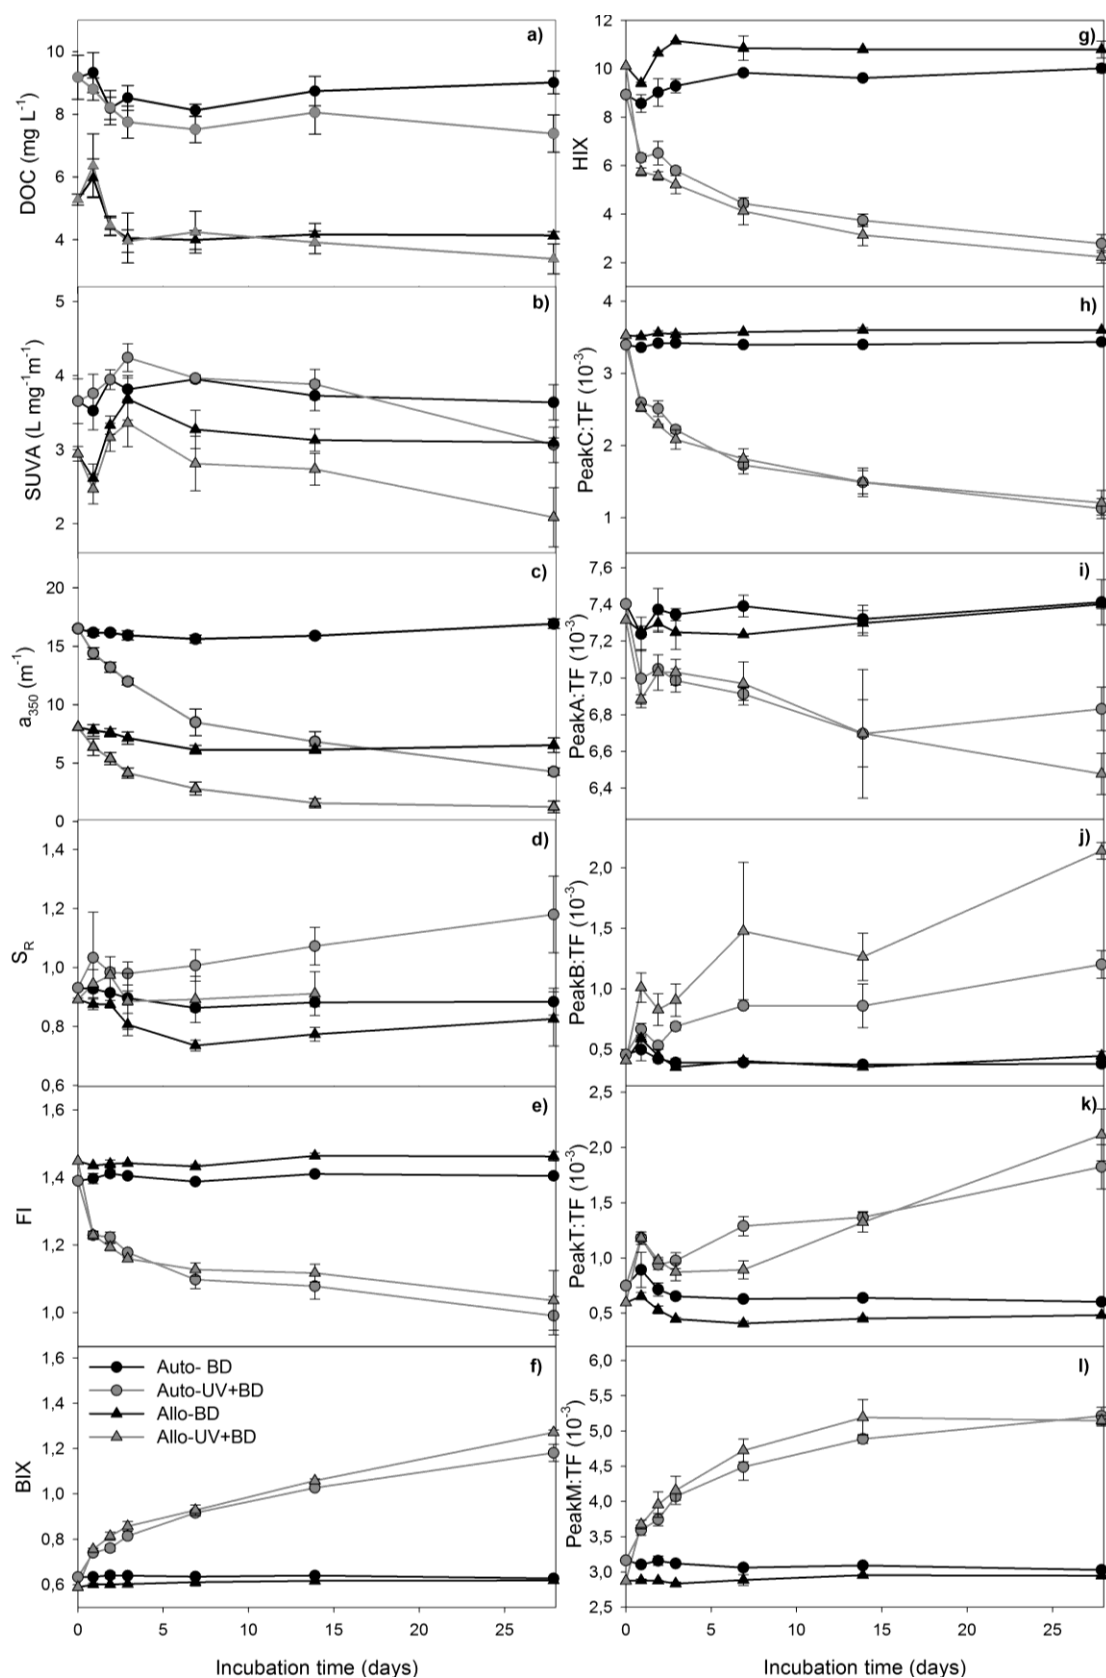 a)
DOC (mg L⁻¹)
10
8
6
4
b)
SUVA (L mg⁻¹m⁻¹)
5
4
3
2
c)
a₃₅₀ (m⁻¹)
20
15
10
5
0
d)
S_R
1,4
1,2
1,0
0,8
0,6
e)
FI
1,6
1,4
1,2
1,0
f)
BIX
1,6
1,4
1,2
1,0
0,8
0,6
Auto- BD
Auto-UV+BD
Allo-BD
Allo-UV+BD
0 5 10 15 20 25
Incubation time (days)
g)
HIX
12
10
8
6
4
2
h)
PeakC:TF (10⁻³)
4
3
2
1
i)
PeakA:TF (10⁻³)
7,6
7,4
7,2
7,0
6,8
6,6
6,4
j)
PeakB:TF (10⁻³)
2,0
1,5
1,0
0,5
k)
PeakT:TF (10⁻³)
2,5
2,0
1,5
1,0
0,5
l)
PeakM:TF (10⁻³)
6,0
5,5
5,0
4,5
4,0
3,5
3,0
2,5
0 5 10 15 20 25
Incubation time (days)